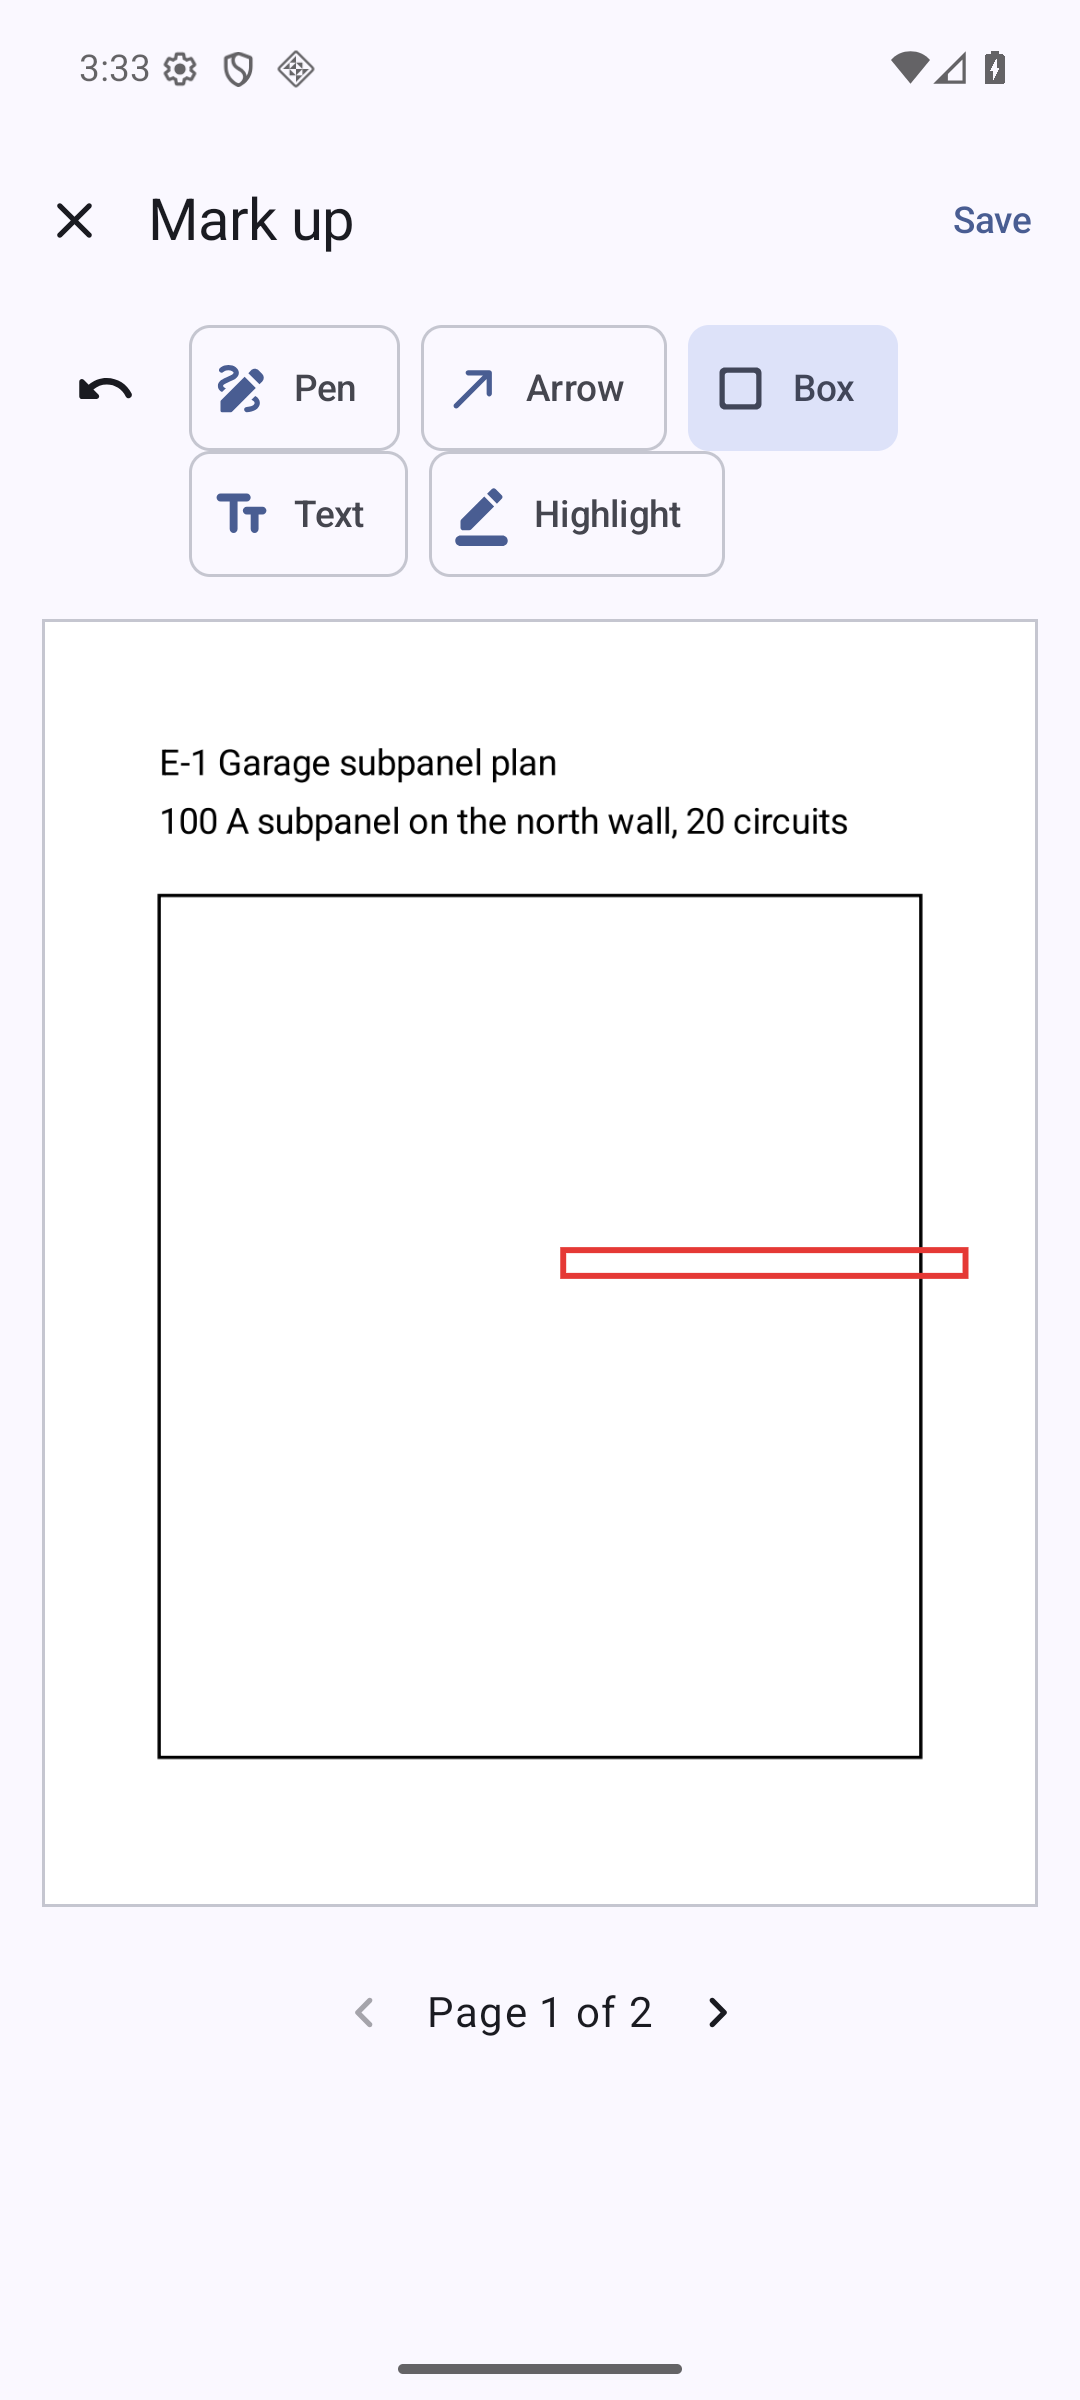 3:33
Mark up
Save
Pen
Arrow
Box
Text
Highlight
E-1 Garage subpanel plan
100 A subpanel on the north wall, 20 circuits
Page 1 of 2